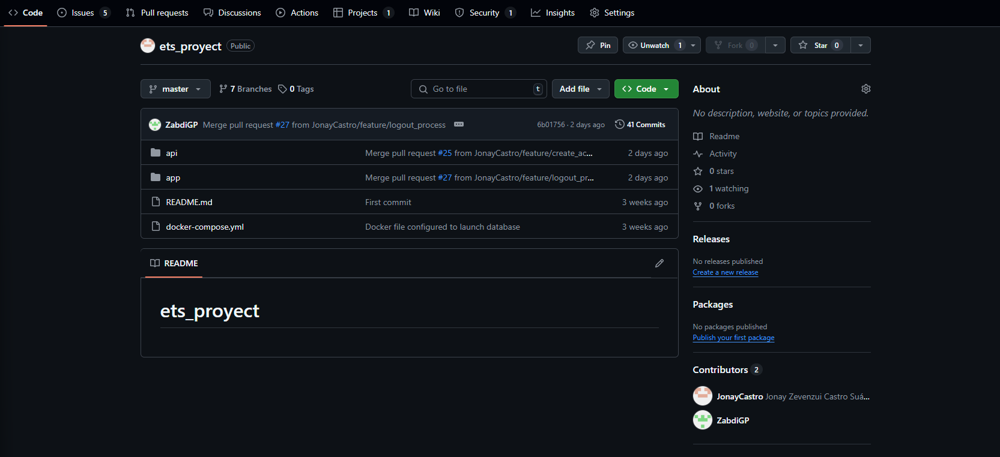 Code Issues 5 Pull requests Discussions Actions Projects 1 Wiki Security 1 Insights Settings
ets_proyect Public Pin Unwatch 1 Fork 0 Star 0
master 7 Branches 0 Tags Go to file t Add file Code
ZabdiGP Merge pull request #27 from JonayCastro/feature/logout_process 6b01756 · 2 days ago 41 Commits
api Merge pull request #25 from JonayCastro/feature/create_ac... 2 days ago
app Merge pull request #27 from JonayCastro/feature/logout_pr... 2 days ago
README.md First commit 3 weeks ago
docker-compose.yml Docker file configured to launch database 3 weeks ago
README
ets_proyect
About
No description, website, or topics provided.
Readme
Activity
0 stars
1 watching
0 forks
Releases
No releases published
Create a new release
Packages
No packages published
Publish your first package
Contributors 2
JonayCastro Jonay Zevenzui Castro Suá...
ZabdiGP